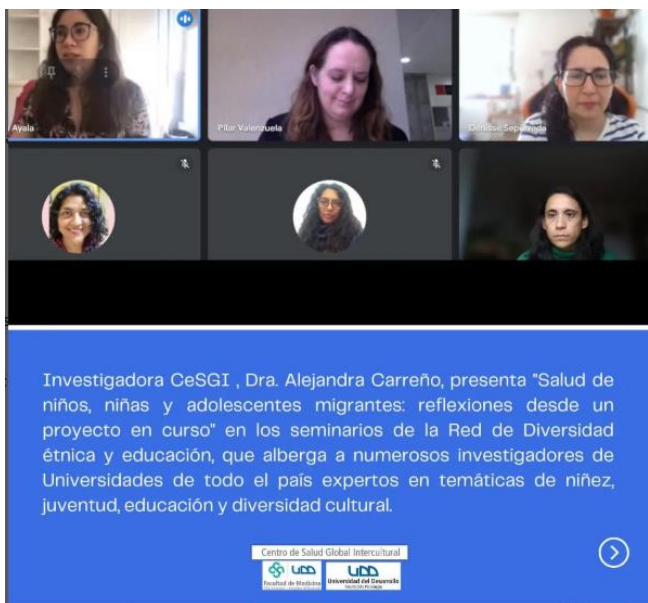 Ayala
Pilar Valenzuela
Denisse Sepúlveda
Investigadora CeSGI , Dra. Alejandra Carreño, presenta "Salud de
niños, niñas y adolescentes migrantes: reflexiones desde un
proyecto en curso" en los seminarios de la Red de Diversidad
étnica y educación, que alberga a numerosos investigadores de
Universidades de todo el país expertos en temáticas de niñez,
juventud, educación y diversidad cultural.
Centro de Salud Global Intercultural
UDD
Facultad de Medicina
UDD
Universidad del Desarrollo